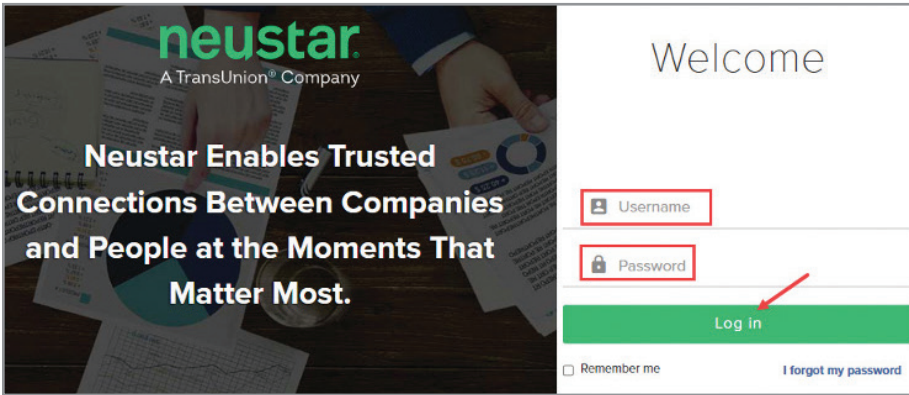 neustar.
A TransUnion® Company
Neustar Enables Trusted
Connections Between Companies
and People at the Moments That
Matter Most.
Welcome
Username
Password
Log in
Remember me
I forgot my password